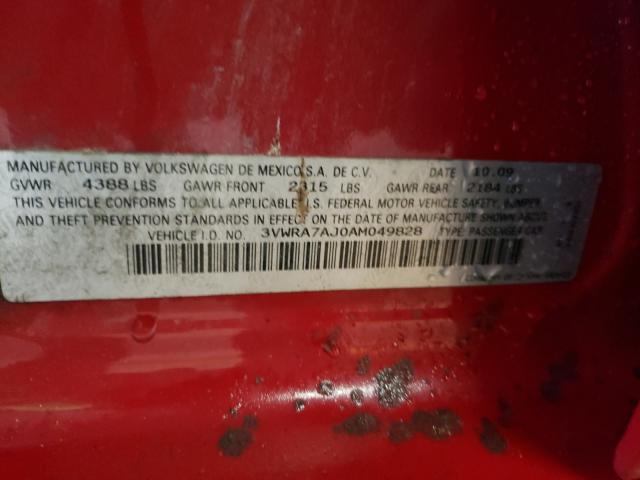 MANUFACTURED BY VOLKSWAGEN DE MEXICO S.A. DE C.V. DATE 10.09
GVWR 4388 LBS GAWR FRONT 2315 LBS GAWR REAR 2184 LBS
THIS VEHICLE CONFORMS TO ALL APPLICABLE U.S. FEDERAL MOTOR VEHICLE SAFETY, BUMPER,
AND THEFT PREVENTION STANDARDS IN EFFECT ON THE DATE OF MANUFACTURE SHOWN ABOVE.
VEHICLE I.D. NO. 3VWRA7AJ0AM049828 TYPE: PASSENGER CAR